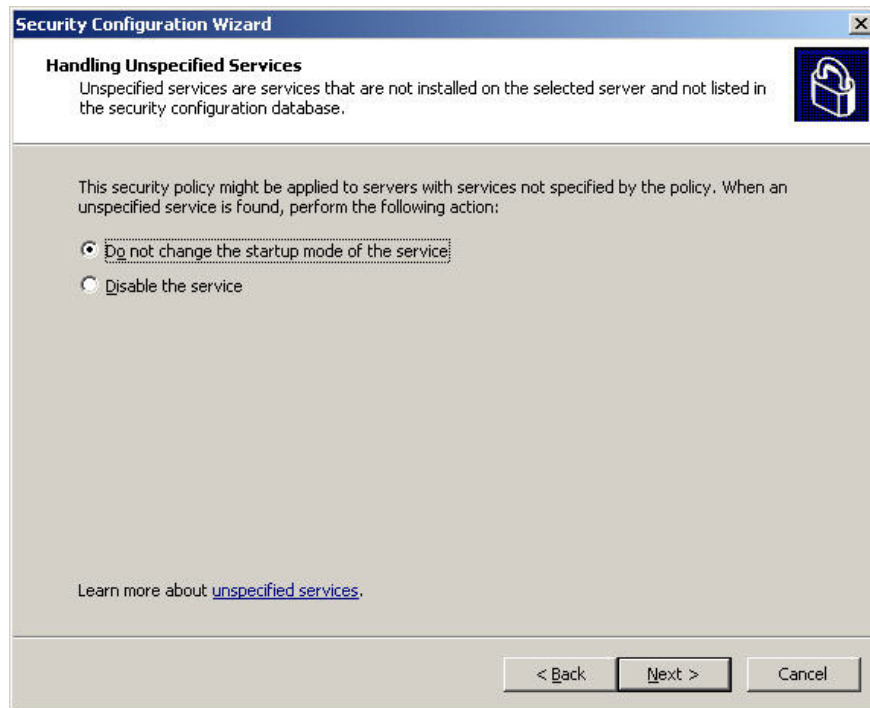 Security Configuration Wizard
Handling Unspecified Services
Unspecified services are services that are not installed on the selected server and not listed in
the security configuration database.
This security policy might be applied to servers with services not specified by the policy. When an
unspecified service is found, perform the following action:
Do not change the startup mode of the service
Disable the service
Learn more about unspecified services.
< Back
Next >
Cancel